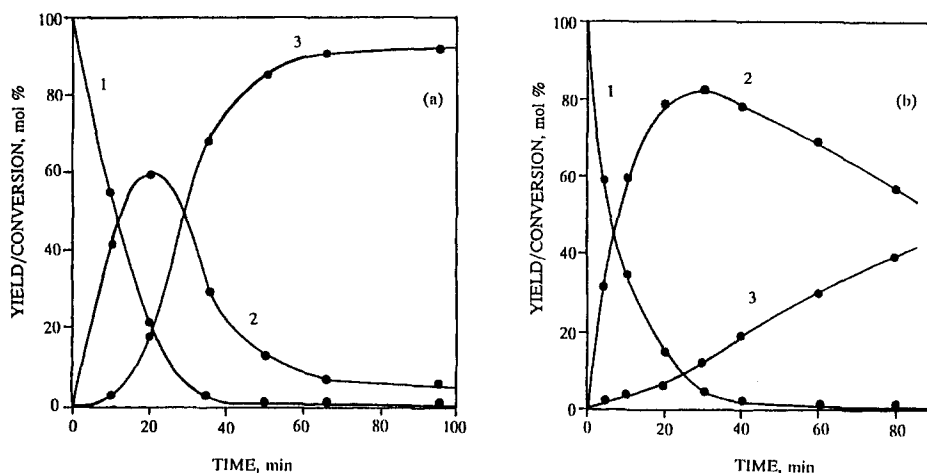 100
80
60
40
20
0
YIELD/CONVERSION, mol %
1
2
3
(a)
0 20 40 60 80 100
TIME, min
100
80
60
40
20
0
YIELD/CONVERSION, mol %
1
2
3
(b)
0 20 40 60 80
TIME, min